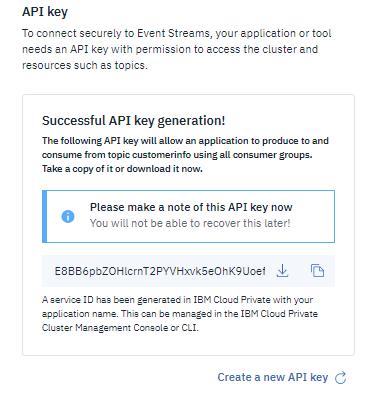 API key
To connect securely to Event Streams, your application or tool
needs an API key with permission to access the cluster and
resources such as topics.
Successful API key generation!
The following API key will allow an application to produce to and
consume from topic customerinfo using all consumer groups.
Take a copy of it or download it now.
Please make a note of this API key now
You will not be able to recover this later!
E8BB6pbZOHlcrnT2PYVHxvk5eOhK9Uoef
A service ID has been generated in IBM Cloud Private with your
application name. This can be managed in the IBM Cloud Private
Cluster Management Console or CLI.
Create a new API key